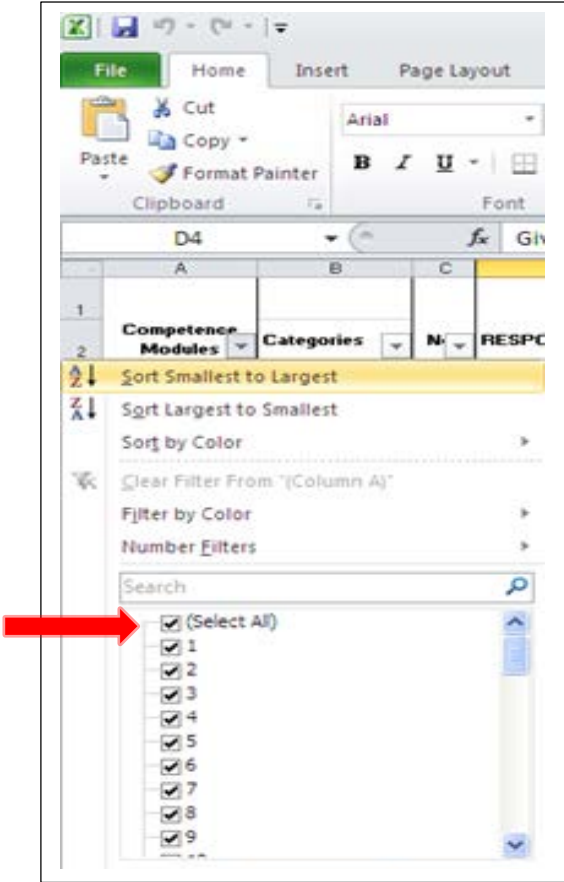 File Home Insert Page Layout
Cut
Copy
Paste
Format Painter
Arial
B I U
Clipboard Font
D4 fx Giv
A B C
1
2 Competence Modules Categories N RESPO
Sort Smallest to Largest
Sort Largest to Smallest
Sort by Color
Clear Filter From "(Column A)"
Filter by Color
Number Filters
Search
(Select All)
1
2
3
4
5
6
7
8
9